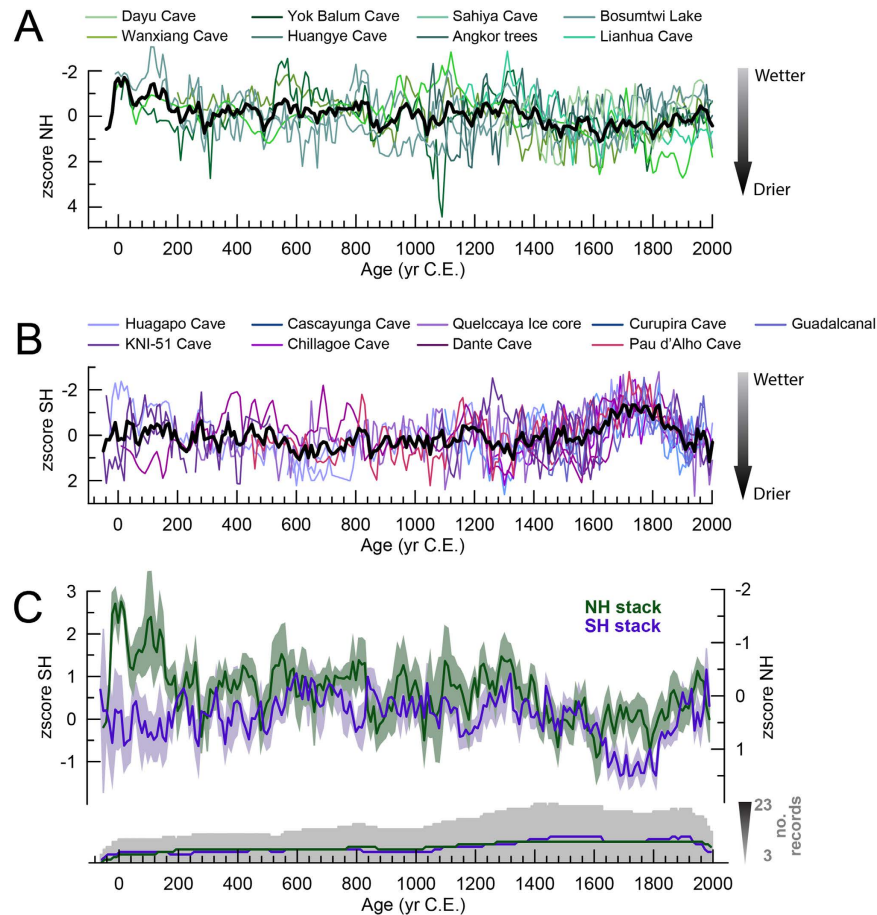 A
Dayu Cave Yok Balum Cave Sahiya Cave Bosumtwi Lake
Wanxiang Cave Huangye Cave Angkor trees Lianhua Cave
zscore NH
-2
0
2
4
0 200 400 600 800 1000 1200 1400 1600 1800 2000
Age (yr C.E.)
Wetter
Drier
B
Huagapo Cave Cascayunga Cave Quelccaya Ice core Curupira Cave Guadalcanal
KNI-51 Cave Chillagoe Cave Dante Cave Pau d'Alho Cave
zscore SH
-2
0
2
0 200 400 600 800 1000 1200 1400 1600 1800 2000
Age (yr C.E.)
Wetter
Drier
C
NH stack
SH stack
zscore SH
3
2
1
0
-1
-2
-1
0
1
zscore NH
23
3
no.
records
0 200 400 600 800 1000 1200 1400 1600 1800 2000
Age (yr C.E.)